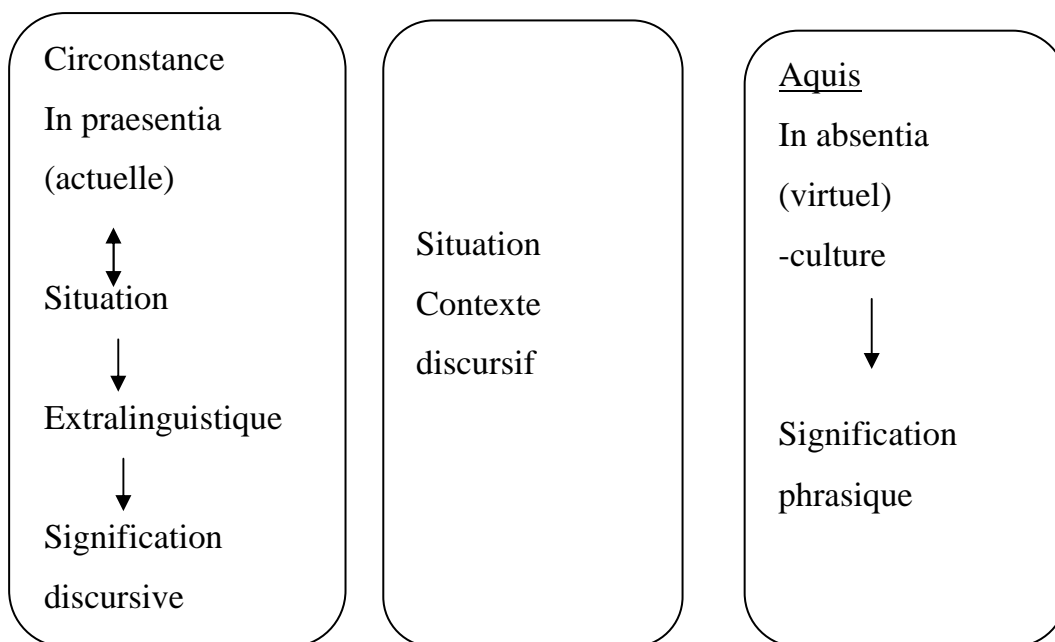 Circonstance
In praesentia
(actuelle)
Situation
Extralinguistique
Signification
discursive
Situation
Contexte
discursif
Aquis
In absentia
(virtuel)
-culture
Signification
phrasique